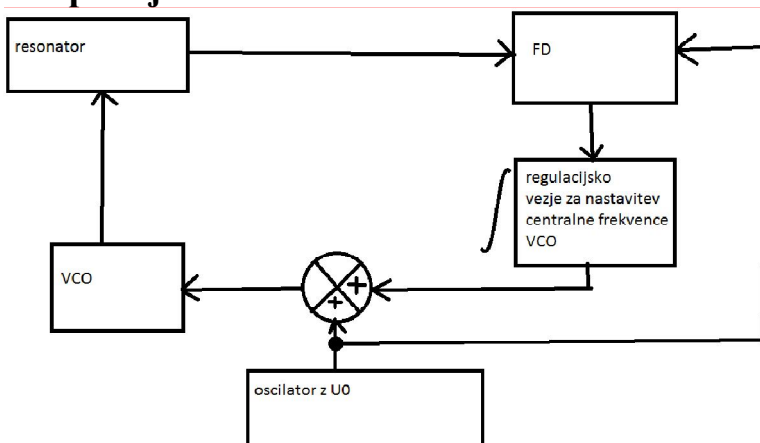 resonator
FD
regulacijsko
vezje za nastavitev
centralne frekvence
VCO
VCO
+
+
oscilator z U0